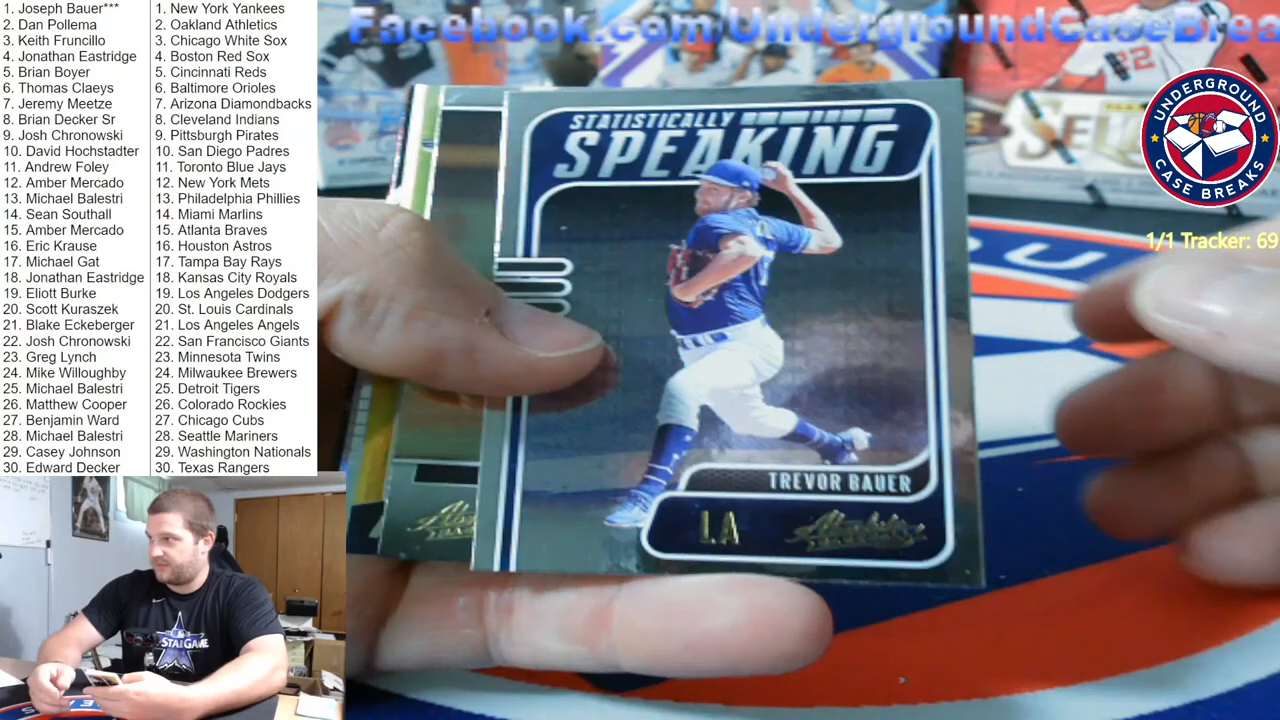 1. Joseph Bauer***
2. Dan Pollema
3. Keith Fruncillo
4. Jonathan Eastridge
5. Brian Boyer
6. Thomas Claeys
7. Jeremy Meetze
8. Brian Decker Sr
9. Josh Chronowski
10. David Hochstadter
11. Andrew Foley
12. Amber Mercado
13. Michael Balestri
14. Sean Southall
15. Amber Mercado
16. Eric Krause
17. Michael Gat
18. Jonathan Eastridge
19. Eliott Burke
20. Scott Kuraszek
21. Blake Eckeberger
22. Josh Chronowski
23. Greg Lynch
24. Mike Willoughby
25. Michael Balestri
26. Matthew Cooper
27. Benjamin Ward
28. Michael Balestri
29. Casey Johnson
30. Edward Decker
1. New York Yankees
2. Oakland Athletics
3. Chicago White Sox
4. Boston Red Sox
5. Cincinnati Reds
6. Baltimore Orioles
7. Arizona Diamondbacks
8. Cleveland Indians
9. Pittsburgh Pirates
10. San Diego Padres
11. Toronto Blue Jays
12. New York Mets
13. Philadelphia Phillies
14. Miami Marlins
15. Atlanta Braves
16. Houston Astros
17. Tampa Bay Rays
18. Kansas City Royals
19. Los Angeles Dodgers
20. St. Louis Cardinals
21. Los Angeles Angels
22. San Francisco Giants
23. Minnesota Twins
24. Milwaukee Brewers
25. Detroit Tigers
26. Colorado Rockies
27. Chicago Cubs
28. Seattle Mariners
29. Washington Nationals
30. Texas Rangers
Facebook.com/UndergroundCaseBrea
STATISTICALLY
SPEAKING
TREVOR BAUER
L.A
Absolute
UNDERGROUND
CASE BREAKS
1/1 Tracker: 69
22